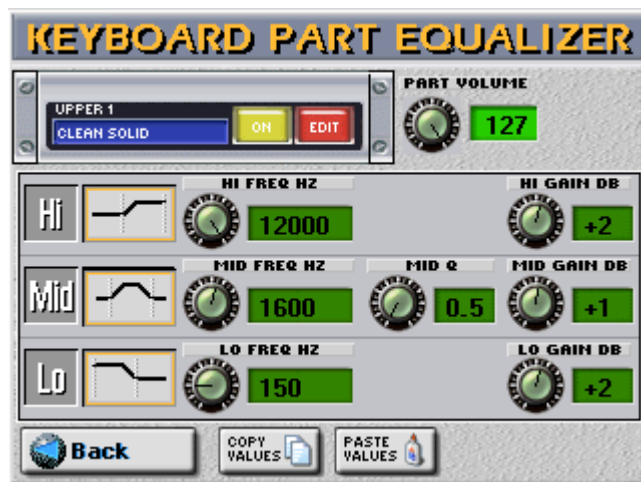 KEYBOARD PART EQUALIZER
PART VOLUME
UPPER 1
CLEAN SOLID
ON
EDIT
127
HI FREQ HZ
HI GAIN DB
Hi
12000
+2
MID FREQ HZ
MID Q
MID GAIN DB
Mid
1600
0.5
+1
LO FREQ HZ
LO GAIN DB
Lo
150
+2
Back
COPY
VALUES
PASTE
VALUES